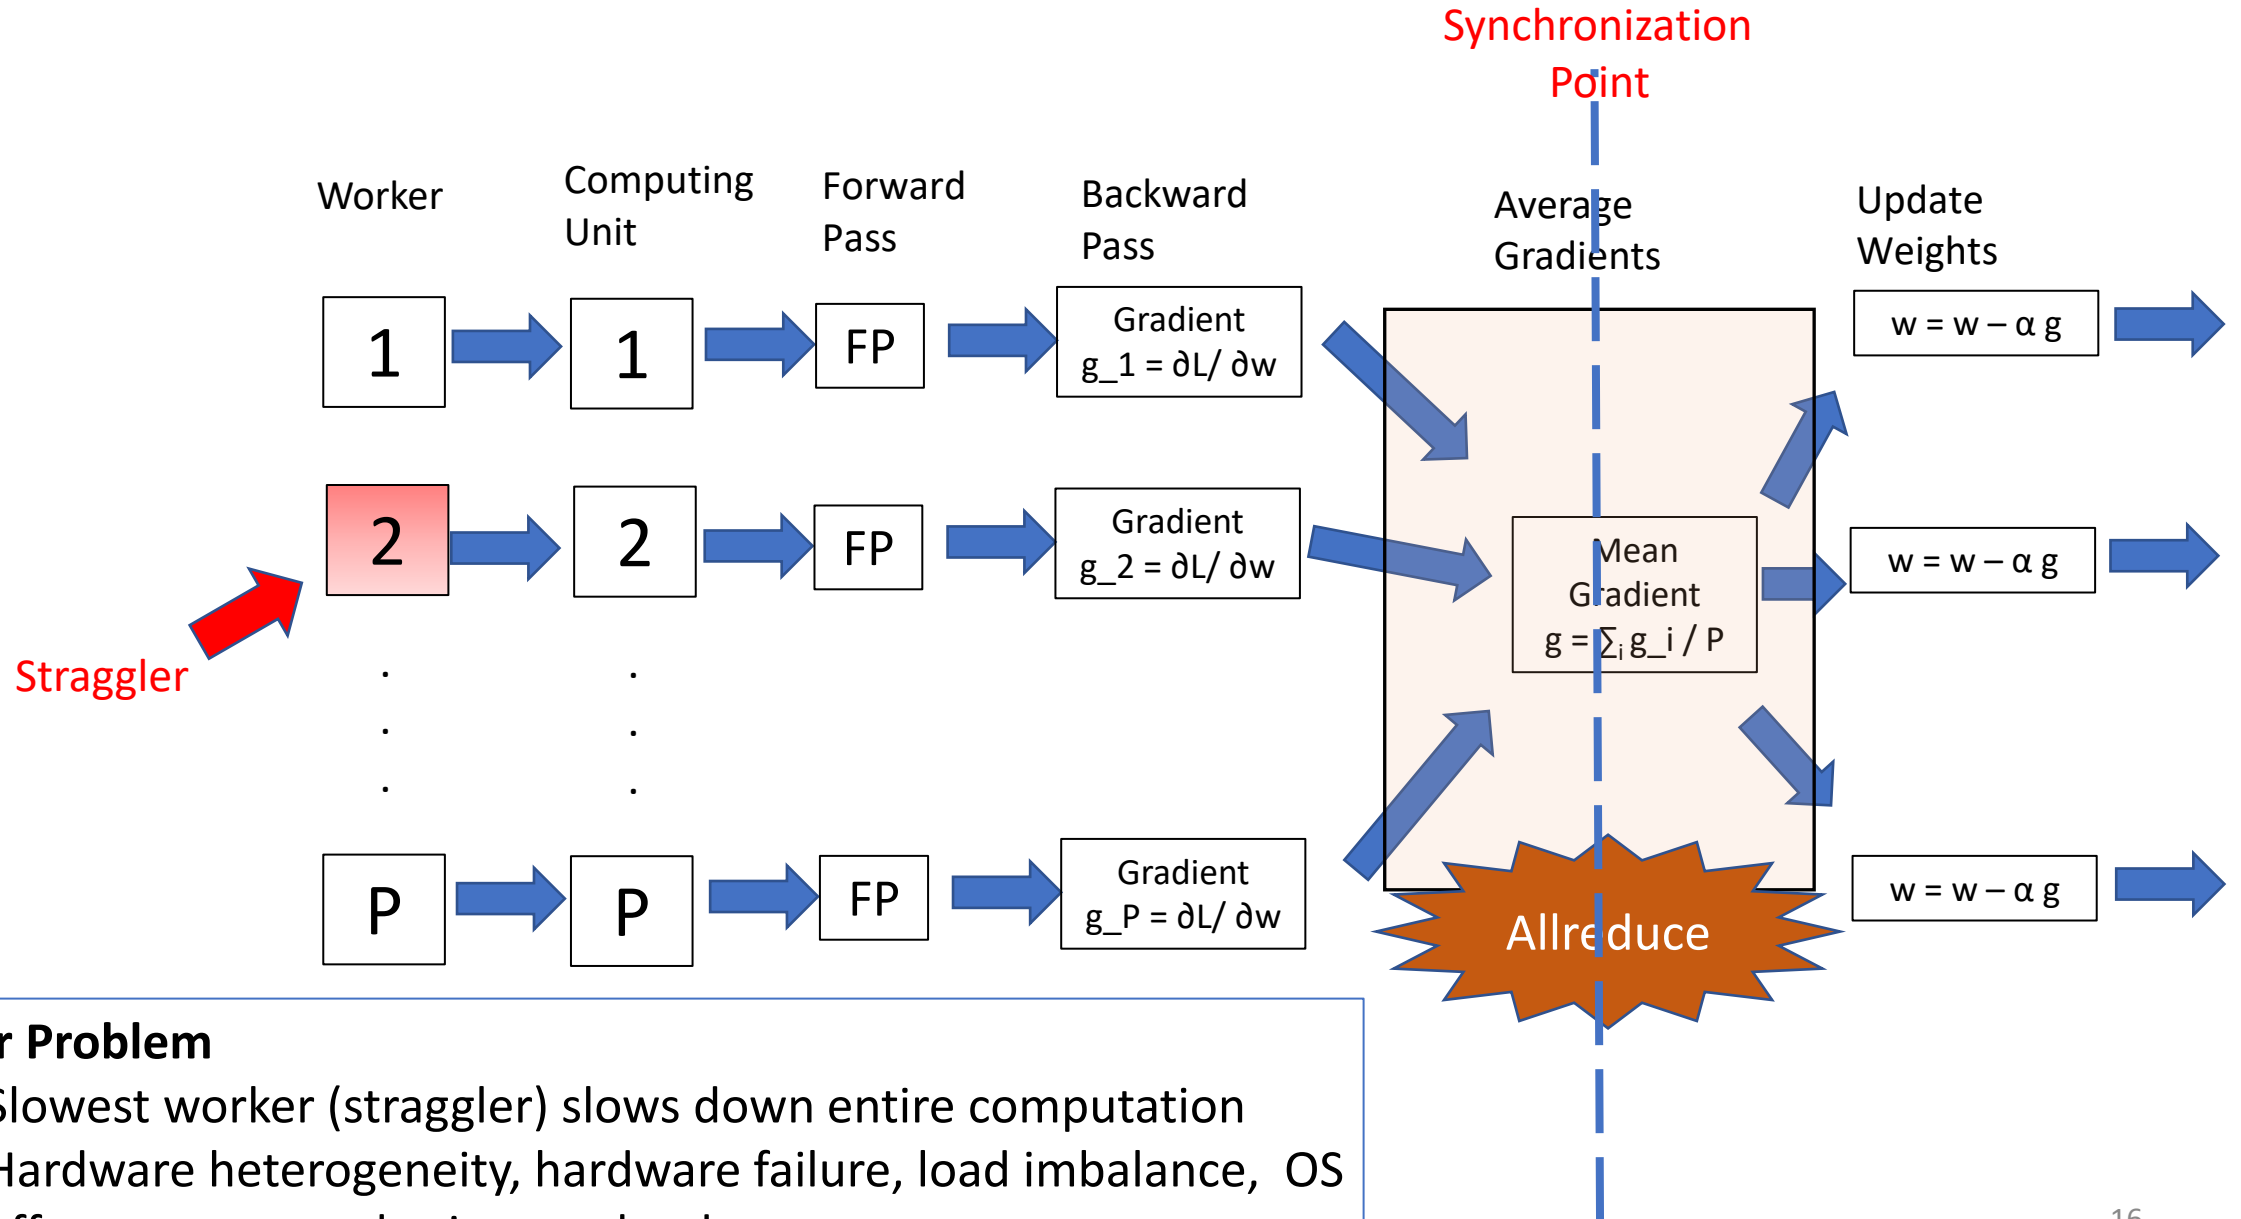 Synchronization
Point
Worker
Computing
Unit
Forward
Pass
Backward
Pass
Average
Gradients
Update
Weights
1
1
FP
Gradient
g_1 = ∂L/ ∂w
w = w – α g
2
2
FP
Gradient
g_2 = ∂L/ ∂w
Mean
Gradient
g = ∑i g_i / P
w = w – α g
Straggler
.
.
.
.
.
.
P
P
FP
Gradient
g_P = ∂L/ ∂w
Allreduce
w = w – α g
r Problem
Slowest worker (straggler) slows down entire computation
Hardware heterogeneity, hardware failure, load imbalance, OS
16